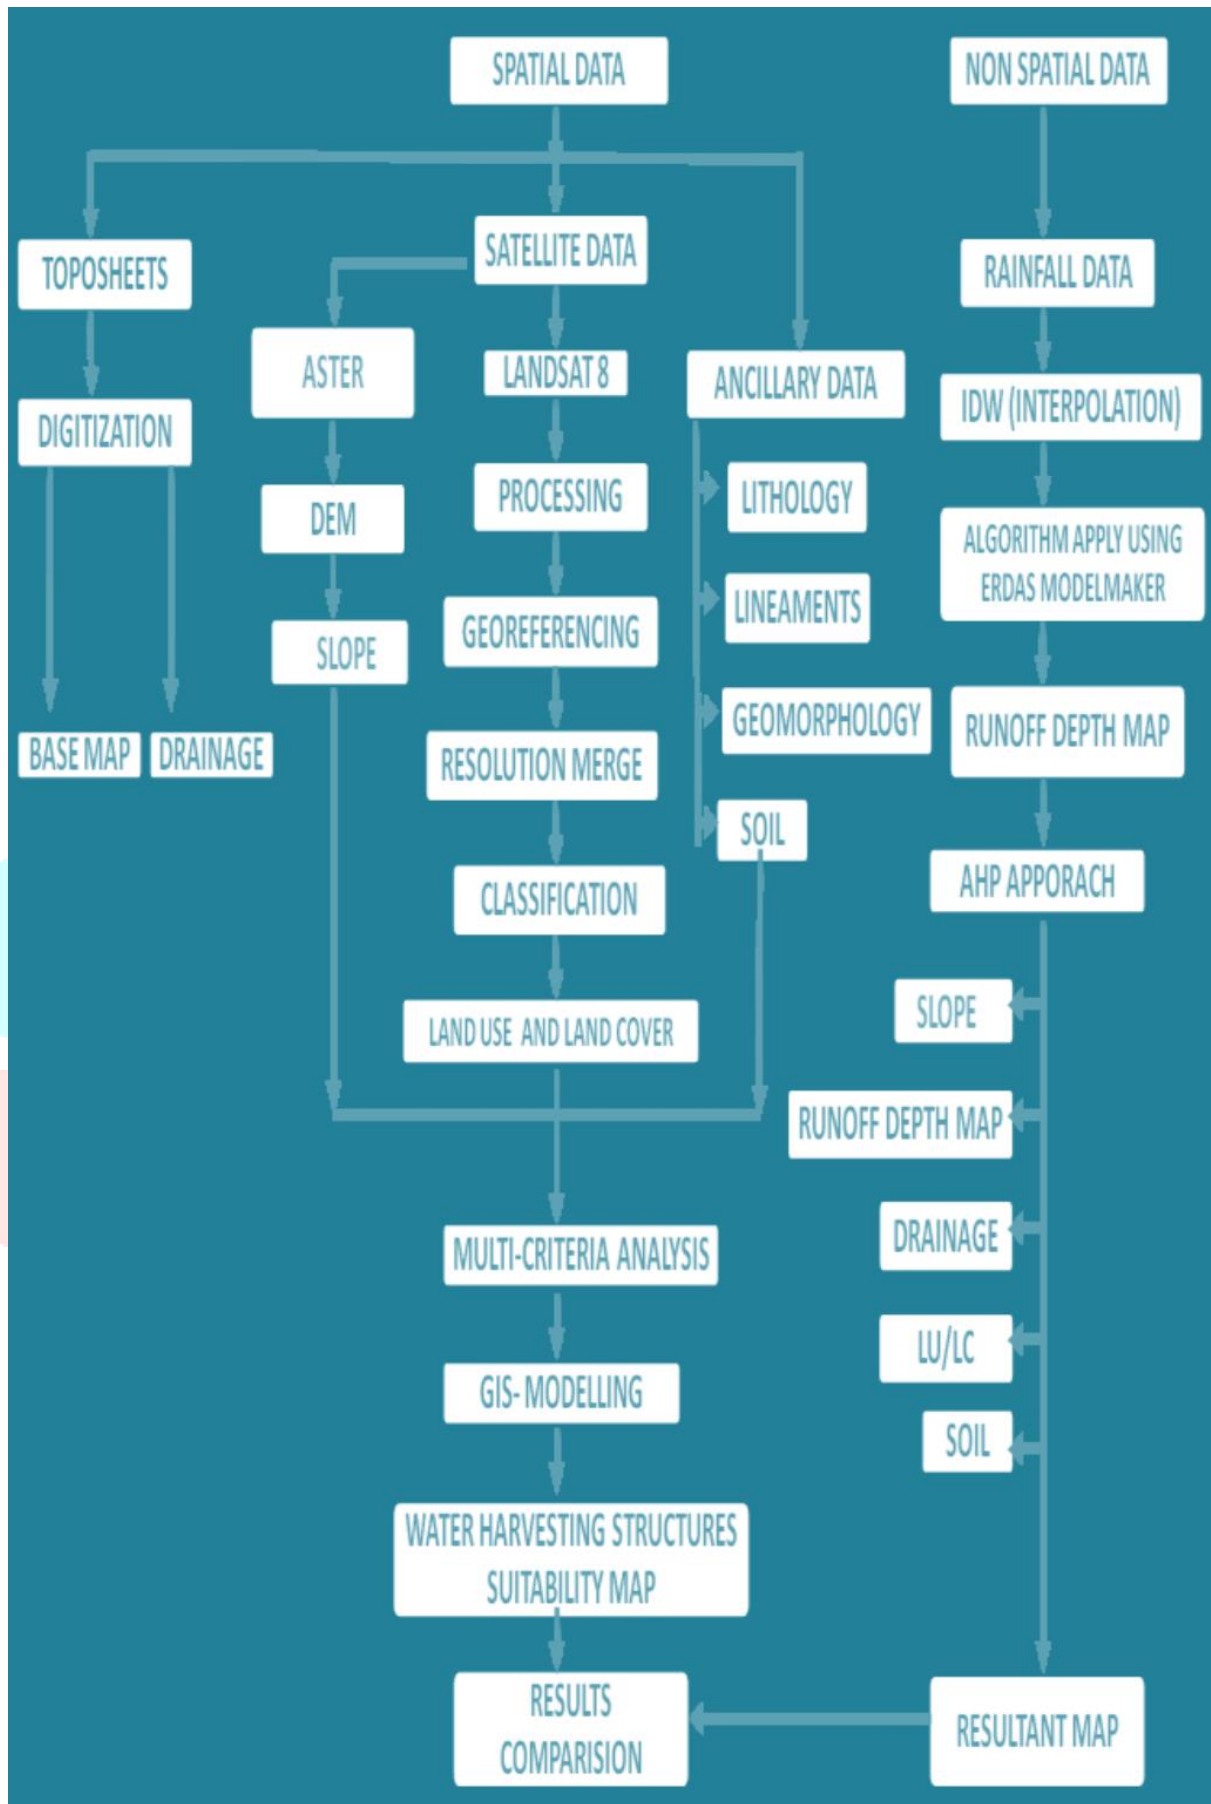 SPATIAL DATA
NON SPATIAL DATA
TOPOSHEETS
SATELLITE DATA
RAINFALL DATA
ASTER
LANDSAT 8
ANCILLARY DATA
IDW (INTERPOLATION)
DIGITIZATION
DEM
PROCESSING
LITHOLOGY
ALGORITHM APPLY USING
ERDAS MODELMAKER
SLOPE
GEOREFERENCING
LINEAMENTS
BASE MAP
DRAINAGE
RESOLUTION MERGE
GEOMORPHOLOGY
RUNOFF DEPTH MAP
SOIL
CLASSIFICATION
AHP APPORACH
LAND USE AND LAND COVER
SLOPE
RUNOFF DEPTH MAP
DRAINAGE
MULTI-CRITERIA ANALYSIS
LU/LC
GIS- MODELLING
SOIL
WATER HARVESTING STRUCTURES
SUITABILITY MAP
RESULTS
COMPARISION
RESULTANT MAP